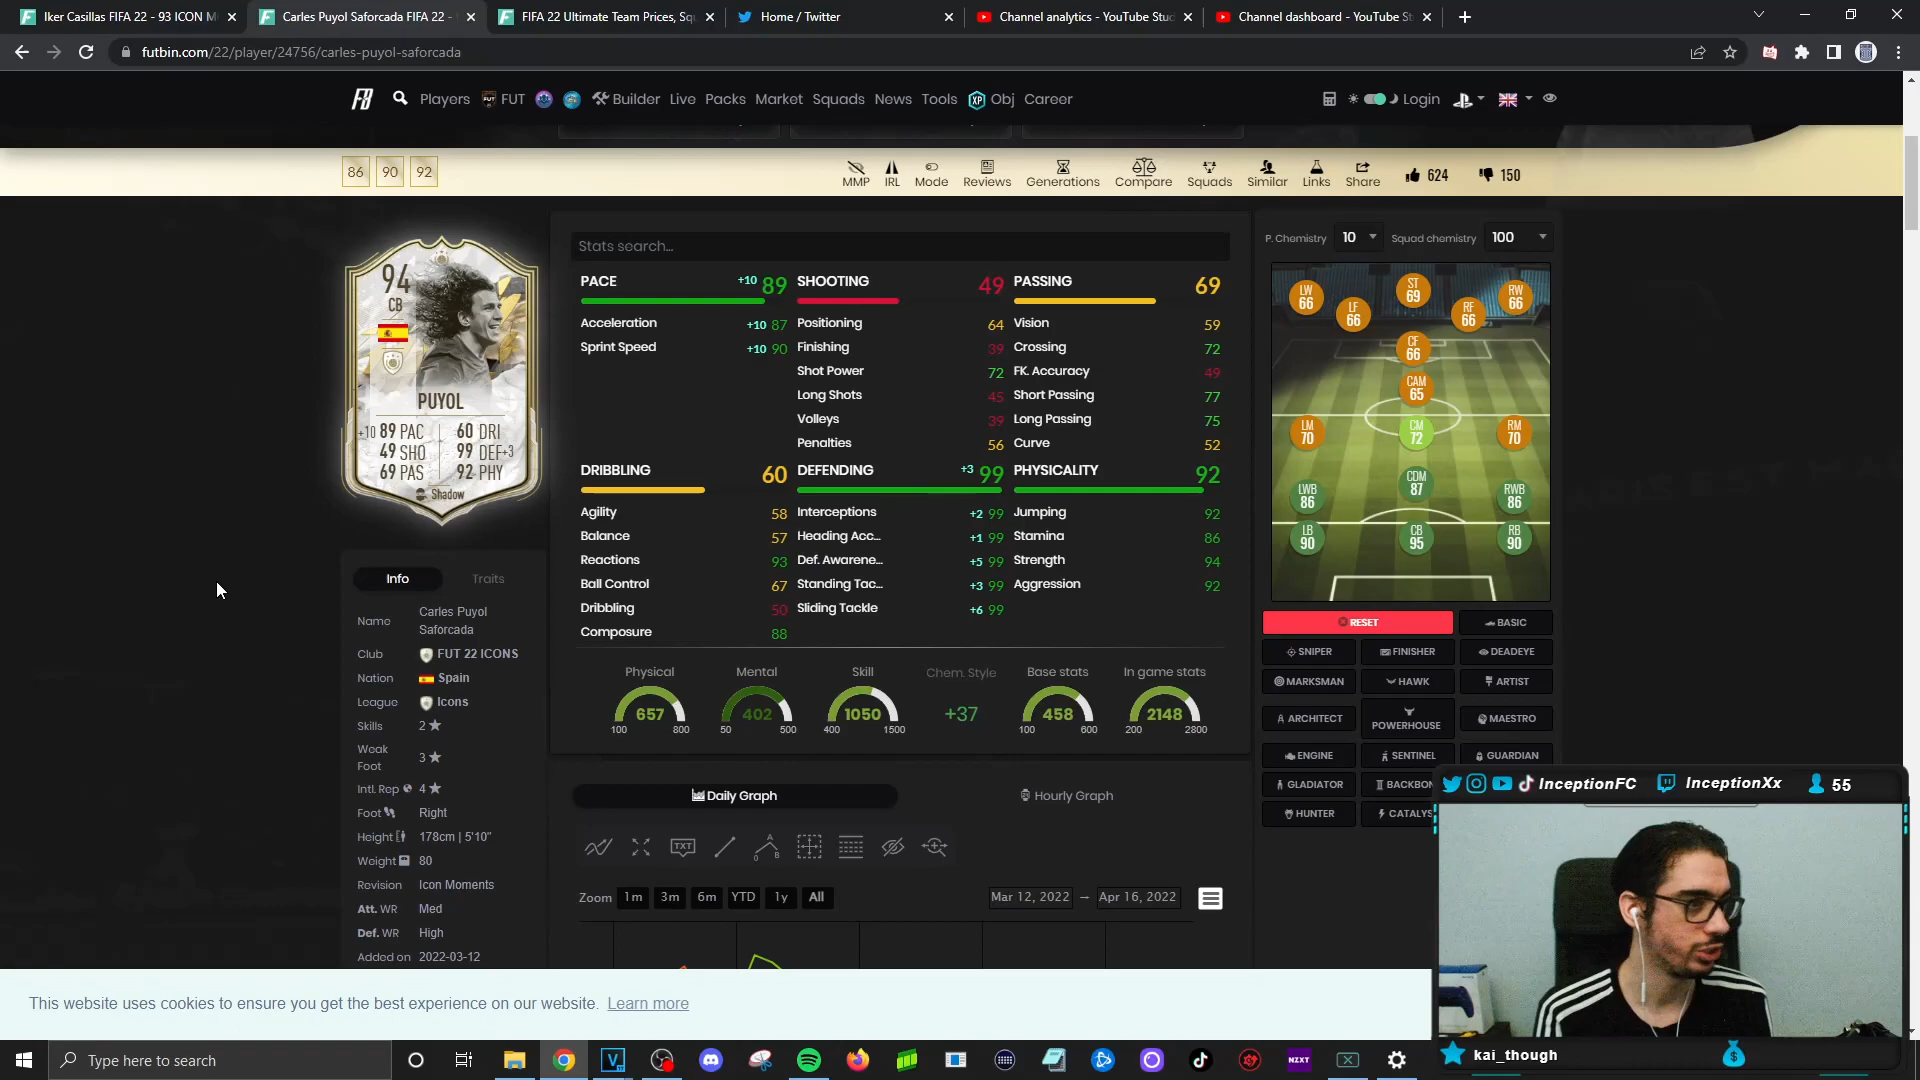 Iker Casillas FIFA 22 - 93 ICON M
Carles Puyol Saforcada FIFA 22 -
FIFA 22 Ultimate Team Prices, Squ
Home / Twitter
Channel analytics - YouTube Stud
Channel dashboard - YouTube St
futbin.com/22/player/24756/carles-puyol-saforcada
Players FUT Builder Live Packs Market Squads News Tools Obj Career Login
86 90 92
MMP IRL Mode Reviews Generations Compare Squads Similar Links Share 624 150
94
CB
PUYOL
+10 89 PAC 60 DRI
49 SHO 99 DEF+3
69 PAS 92 PHY
Shadow
Stats search...
PACE +10 89
Acceleration +10 87
Sprint Speed +10 90
SHOOTING 49
Positioning 64
Finishing 39
Shot Power 72
Long Shots 45
Volleys 39
Penalties 56
PASSING 69
Vision 59
Crossing 72
FK. Accuracy 49
Short Passing 77
Long Passing 75
Curve 52
DRIBBLING 60
Agility 58
Balance 57
Reactions 93
Ball Control 67
Dribbling 50
Composure 88
DEFENDING +3 99
Interceptions +2 99
Heading Acc... +1 99
Def. Awarene... +5 99
Standing Tac... +3 99
Sliding Tackle +6 99
PHYSICALITY 92
Jumping 92
Stamina 86
Strength 94
Aggression 92
Physical Mental Skill Chem. Style Base stats In game stats
657 402 1050 +37 458 2148
100 800 50 500 400 1500 100 600 200 2800
P. Chemistry 10 Squad chemistry 100
LW 66
LF 66
ST 69
RF 66
RW 66
CF 66
CAM 65
LM 70
CM 72
RM 70
LWB 86
CDM 87
RWB 86
LB 90
CB 95
RB 90
RESET BASIC
SNIPER FINISHER DEADEYE
MARKSMAN HAWK ARTIST
ARCHITECT POWERHOUSE MAESTRO
ENGINE SENTINEL GUARDIAN
GLADIATOR BACKBON
HUNTER CATALYS
Info Traits
Name Carles Puyol Saforcada
Club FUT 22 ICONS
Nation Spain
League Icons
Skills 2
Weak Foot 3
Intl. Rep 4
Foot Right
Height 178cm | 5'10"
Weight 80
Revision Icon Moments
Att. WR Med
Def. WR High
Added on 2022-03-12
Daily Graph Hourly Graph
TXT
Zoom 1m 3m 6m YTD 1y All Mar 12, 2022 → Apr 16, 2022
This website uses cookies to ensure you get the best experience on our website. Learn more
InceptionFC InceptionXx 55
kai_though
Type here to search
NZXT